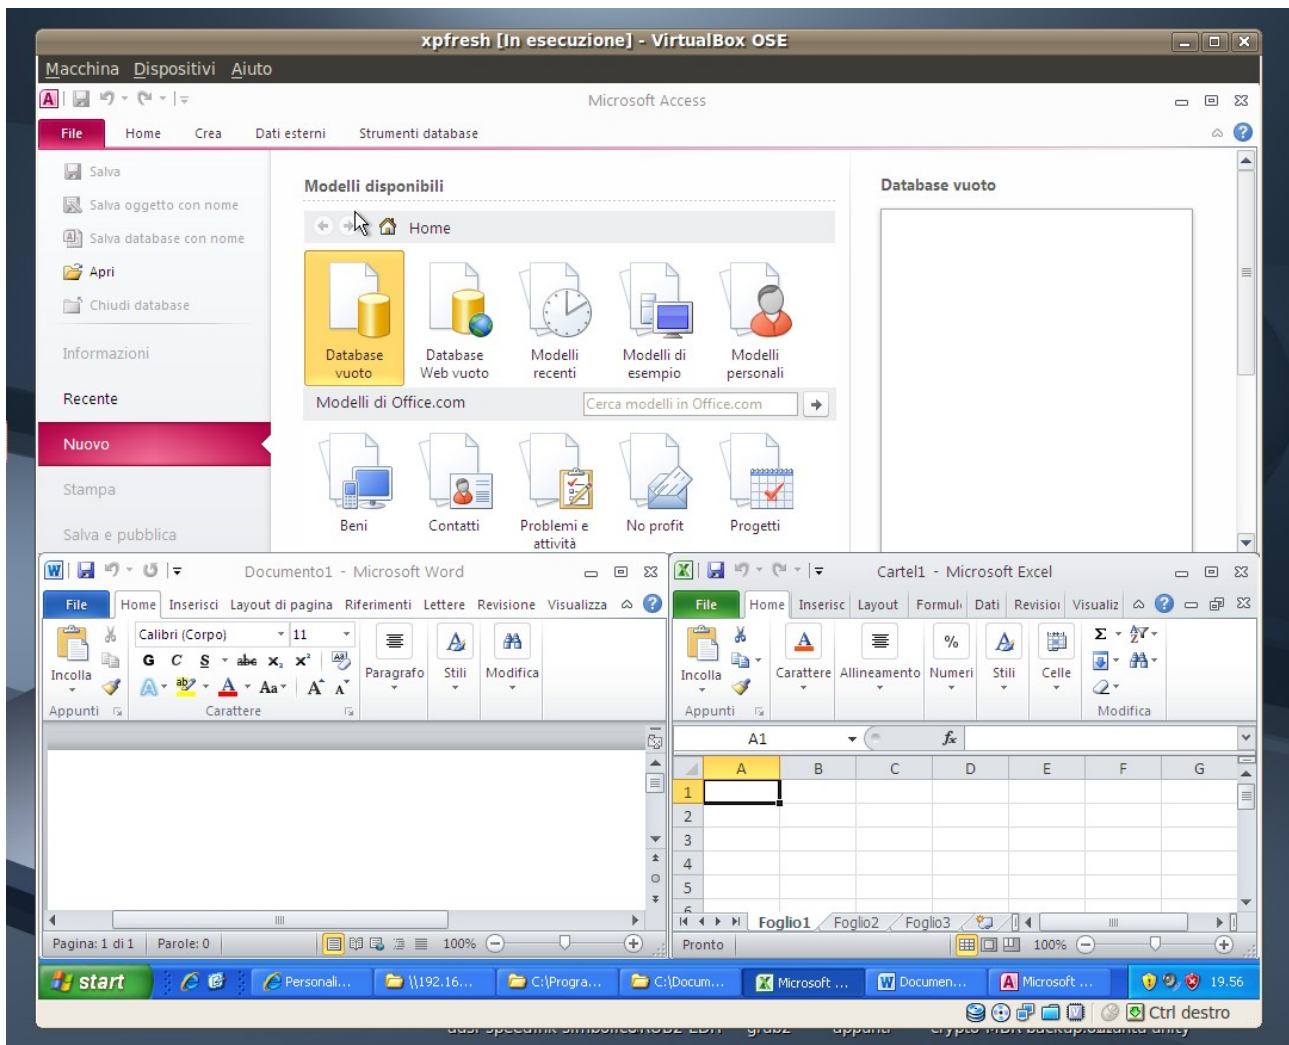 xpfresh [In esecuzione] - VirtualBox OSE
Macchina Dispositivi Aiuto
Microsoft Access
File Home Crea Dati esterni Strumenti database
Salva
Salva oggetto con nome
Salva database con nome
Apri
Chiudi database
Informazioni
Recente
Nuovo
Stampa
Salva e pubblica
Modelli disponibili
Home
Database vuoto
Database Web vuoto
Modelli recenti
Modelli di esempio
Modelli personali
Modelli di Office.com
Cerca modelli in Office.com
Beni
Contatti
Problemi e attività
No profit
Progetti
Database vuoto
Documento1 - Microsoft Word
File Home Inserisci Layout di pagina Riferimenti Lettere Revisione Visualizza
Calibri (Corpo) 11
G C S abc x₂ x²
Incolla
Aa A A
Paragrafo Stili Modifica
Appunti Carattere
Pagina: 1 di 1 Parole: 0 100%
Cartel1 - Microsoft Excel
File Home Inserisc Layout Formul Dati Revision Visualiz
Incolla Carattere Allineamento Numeri Stili Celle
Appunti Modifica
A1 fx
A B C D E F G
1
2
3
4
5
6
Foglio1 Foglio2 Foglio3
Pronto 100%
start Personali... \\192.16... C:\Progra... C:\Docum... Microsoft ... Documen... Microsoft ... 19.56
Ctrl destro